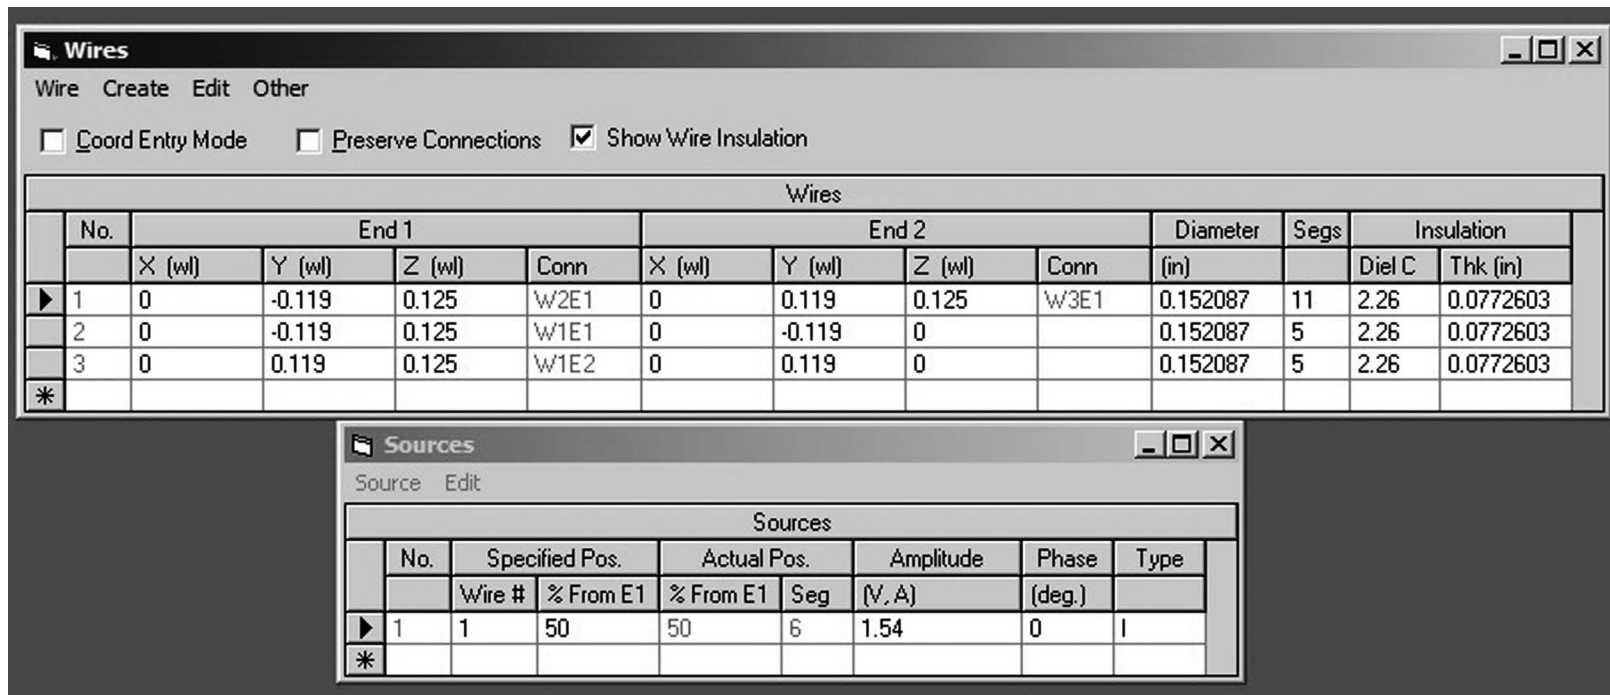 Wires
Wire Create Edit Other
Coord Entry Mode Preserve Connections Show Wire Insulation
Wires
No. End 1 End 2 Diameter Segs Insulation
X (wl) Y (wl) Z (wl) Conn X (wl) Y (wl) Z (wl) Conn (in) Diel C Thk (in)
1 0 -0.119 0.125 W2E1 0 0.119 0.125 W3E1 0.152087 11 2.26 0.0772603
2 0 -0.119 0.125 W1E1 0 -0.119 0 0.152087 5 2.26 0.0772603
3 0 0.119 0.125 W1E2 0 0.119 0 0.152087 5 2.26 0.0772603
*
Sources
Source Edit
Sources
No. Specified Pos. Actual Pos. Amplitude Phase Type
Wire # % From E1 % From E1 Seg (V, A) (deg.)
1 1 50 50 6 1.54 0 I
*